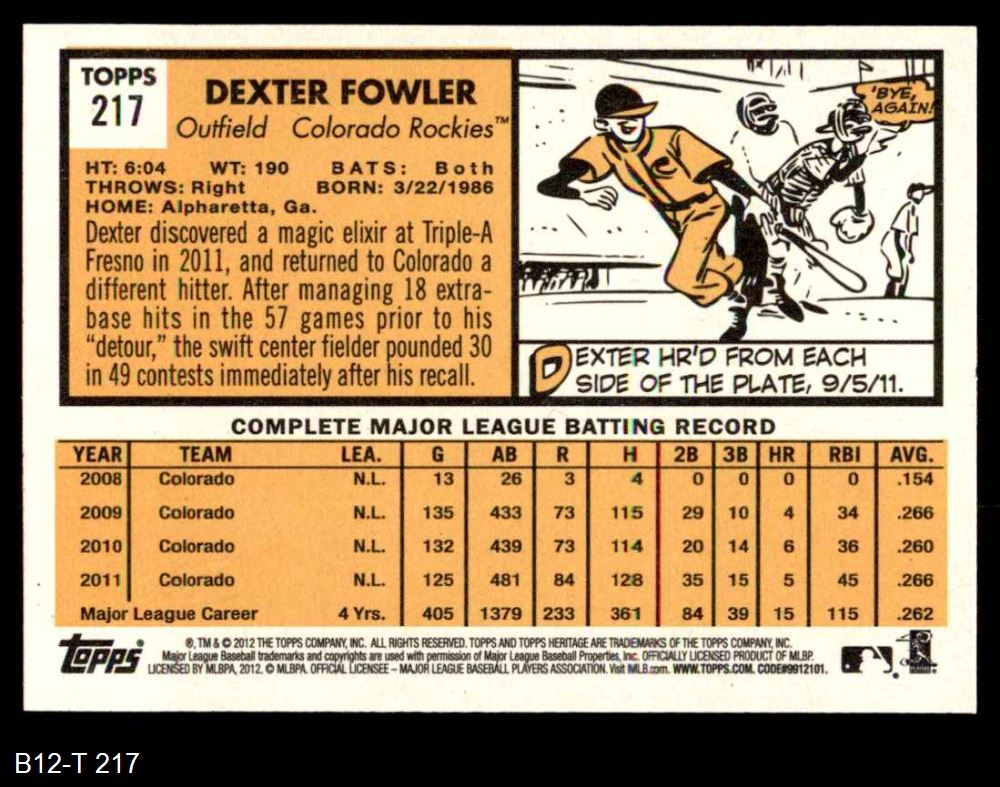 TOPPS
217
DEXTER FOWLER
Outfield Colorado Rockies™
HT: 6:04 WT: 190 BATS: Both
THROWS: Right BORN: 3/22/1986
HOME: Alpharetta, Ga.
Dexter discovered a magic elixir at Triple-A
Fresno in 2011, and returned to Colorado a
different hitter. After managing 18 extra-
base hits in the 57 games prior to his
"detour," the swift center fielder pounded 30
in 49 contests immediately after his recall.
'BYE,
AGAIN!
C
DEXTER HR'D FROM EACH
SIDE OF THE PLATE, 9/5/11.
COMPLETE MAJOR LEAGUE BATTING RECORD
YEAR TEAM LEA. G AB R H 2B 3B HR RBI AVG.
2008 Colorado N.L. 13 26 3 4 0 0 0 0 .154
2009 Colorado N.L. 135 433 73 115 29 10 4 34 .266
2010 Colorado N.L. 132 439 73 114 20 14 6 36 .260
2011 Colorado N.L. 125 481 84 128 35 15 5 45 .266
Major League Career 4 Yrs. 405 1379 233 361 84 39 15 115 .262
Topps®
®, TM & © 2012 THE TOPPS COMPANY, INC. ALL RIGHTS RESERVED. TOPPS AND TOPPS HERITAGE ARE TRADEMARKS OF THE TOPPS COMPANY, INC.
Major League Baseball trademarks and copyrights are used with permission of Major League Baseball Properties, Inc. OFFICIALLY LICENSED PRODUCT OF MLBP.
LICENSED BY MLBPA, 2012. © MLBPA. OFFICIAL LICENSEE – MAJOR LEAGUE BASEBALL PLAYERS ASSOCIATION. Visit MLB.com. WWW.TOPPS.COM. CODE#9912101.
B12-T 217